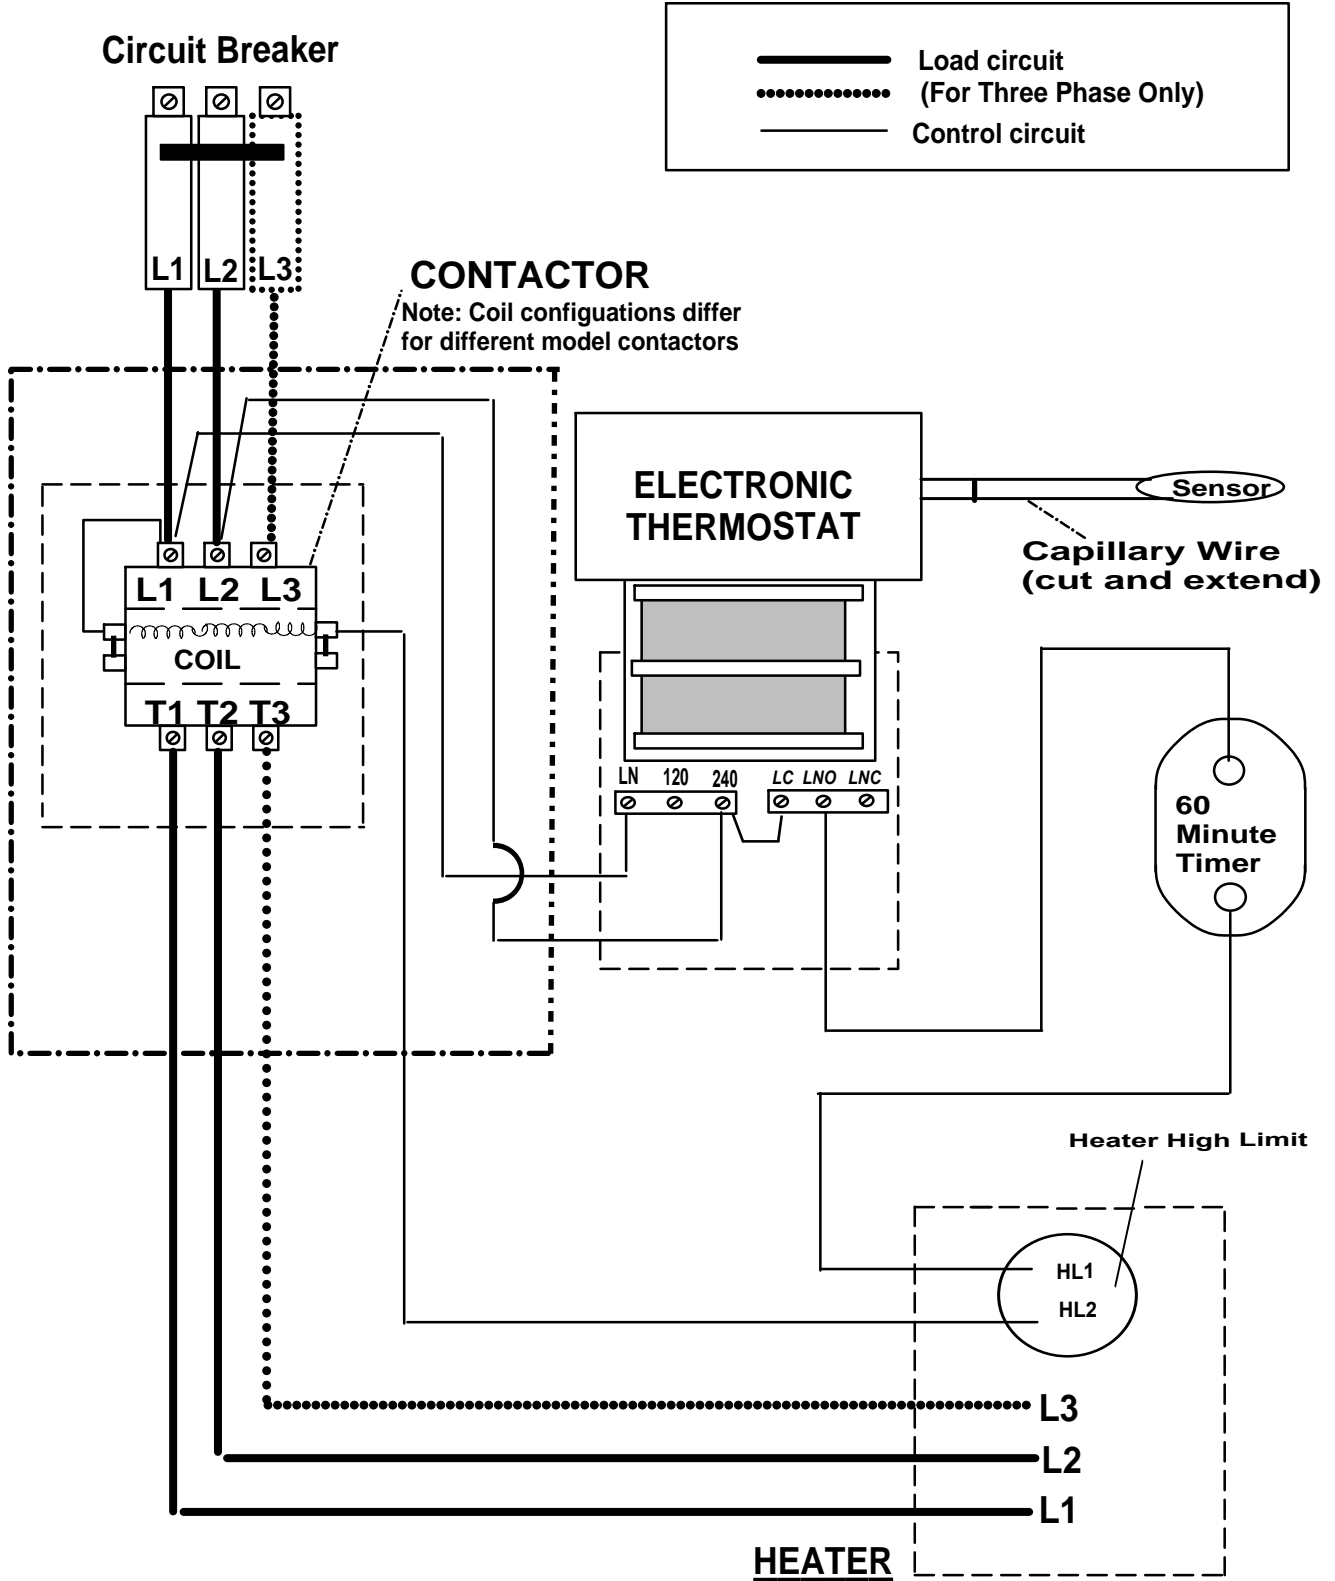 Circuit Breaker
Load circuit
(For Three Phase Only)
Control circuit
L1 L2 L3
CONTACTOR
Note: Coil configuations differ
for different model contactors
ELECTRONIC
THERMOSTAT
Sensor
Capillary Wire
(cut and extend)
L1 L2 L3
COIL
T1 T2 T3
LN 120 240 LC LNO LNC
60
Minute
Timer
Heater High Limit
HL1
HL2
L3
L2
L1
HEATER